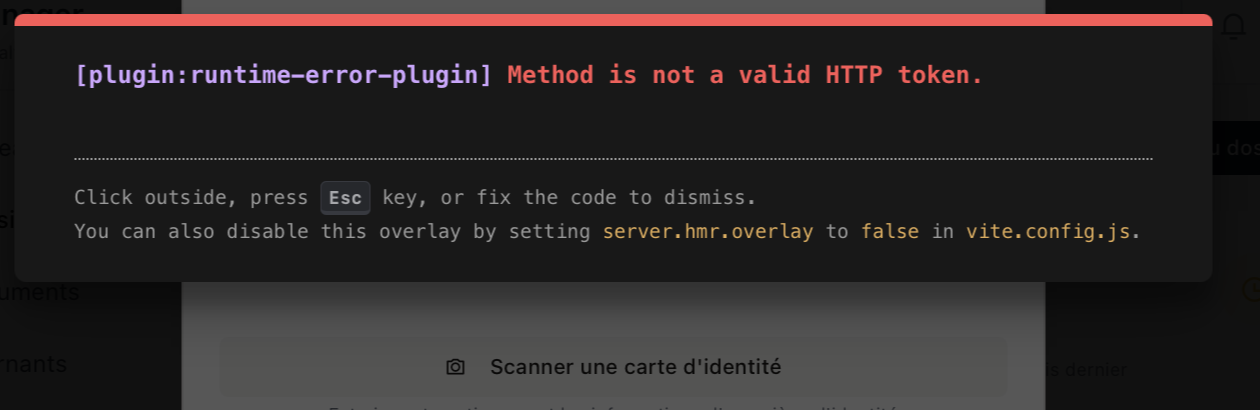 [plugin:runtime-error-plugin] Method is not a valid HTTP token.
Click outside, press Esc key, or fix the code to dismiss.
You can also disable this overlay by setting server.hmr.overlay to false in vite.config.js.
Scanner une carte d'identité
dernier